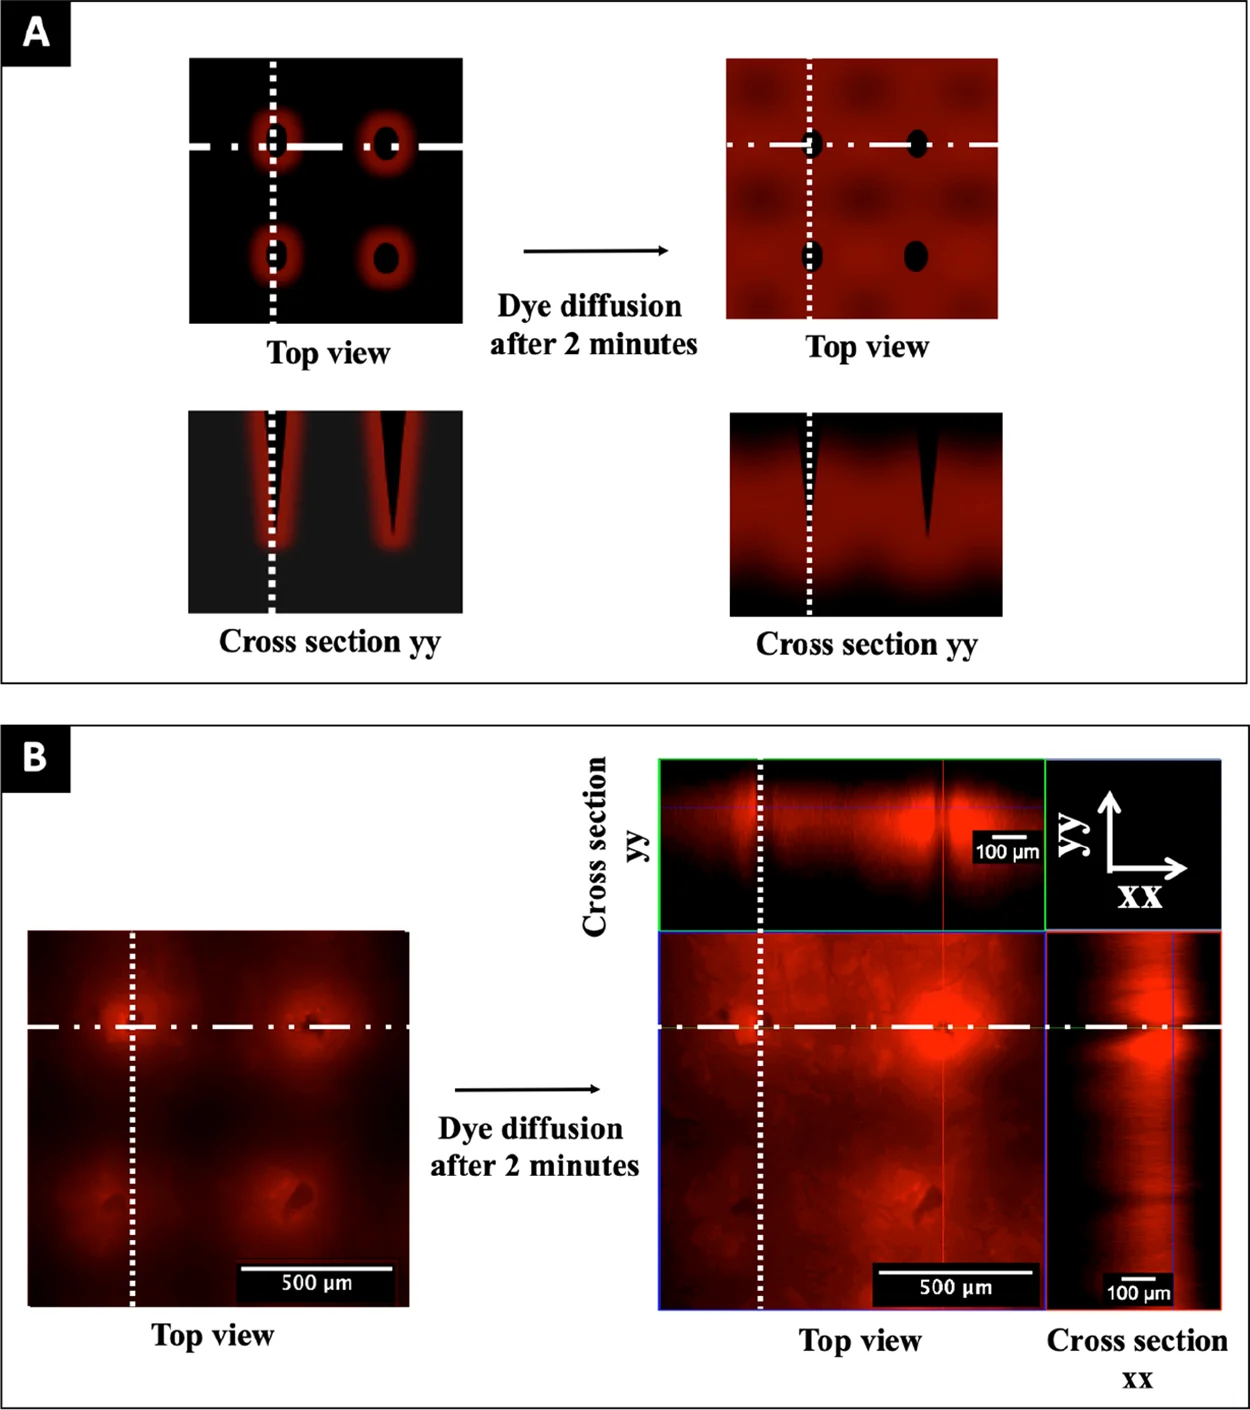 A
Top view
Dye diffusion
after 2 minutes
Top view
Cross section yy
Cross section yy
B
Cross section
yy
100 µm
yy
xx
Dye diffusion
after 2 minutes
500 µm
Top view
500 µm
Top view
100 µm
Cross section
xx